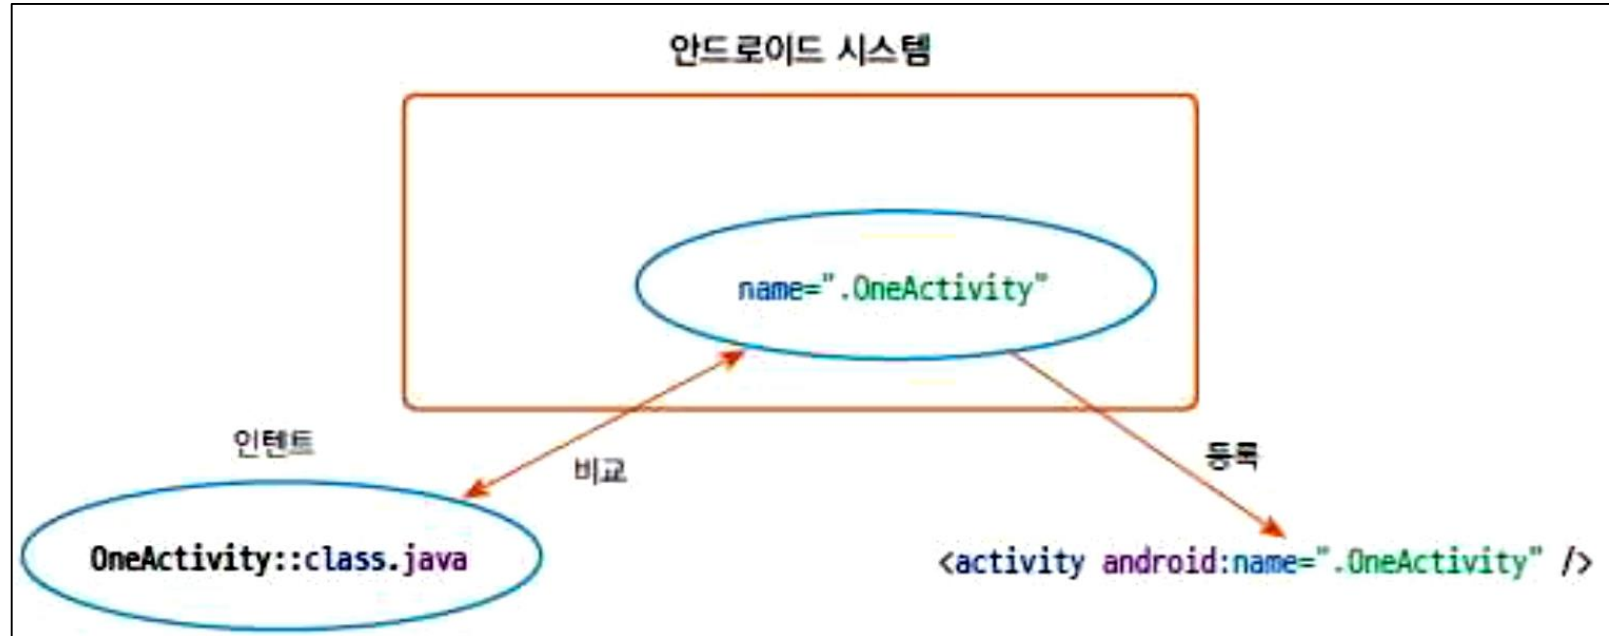 안드로이드 시스템
name=".OneActivity"
인텐트
비교
등록
OneActivity::class.java
<activity android:name=".OneActivity" />